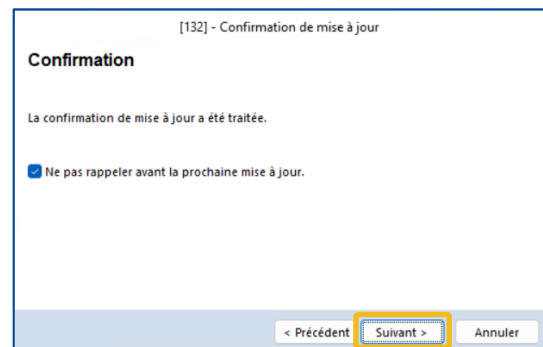 [132] - Confirmation de mise à jour
Confirmation
La confirmation de mise à jour a été traitée.
Ne pas rappeler avant la prochaine mise à jour.
< Précédent Suivant > Annuler